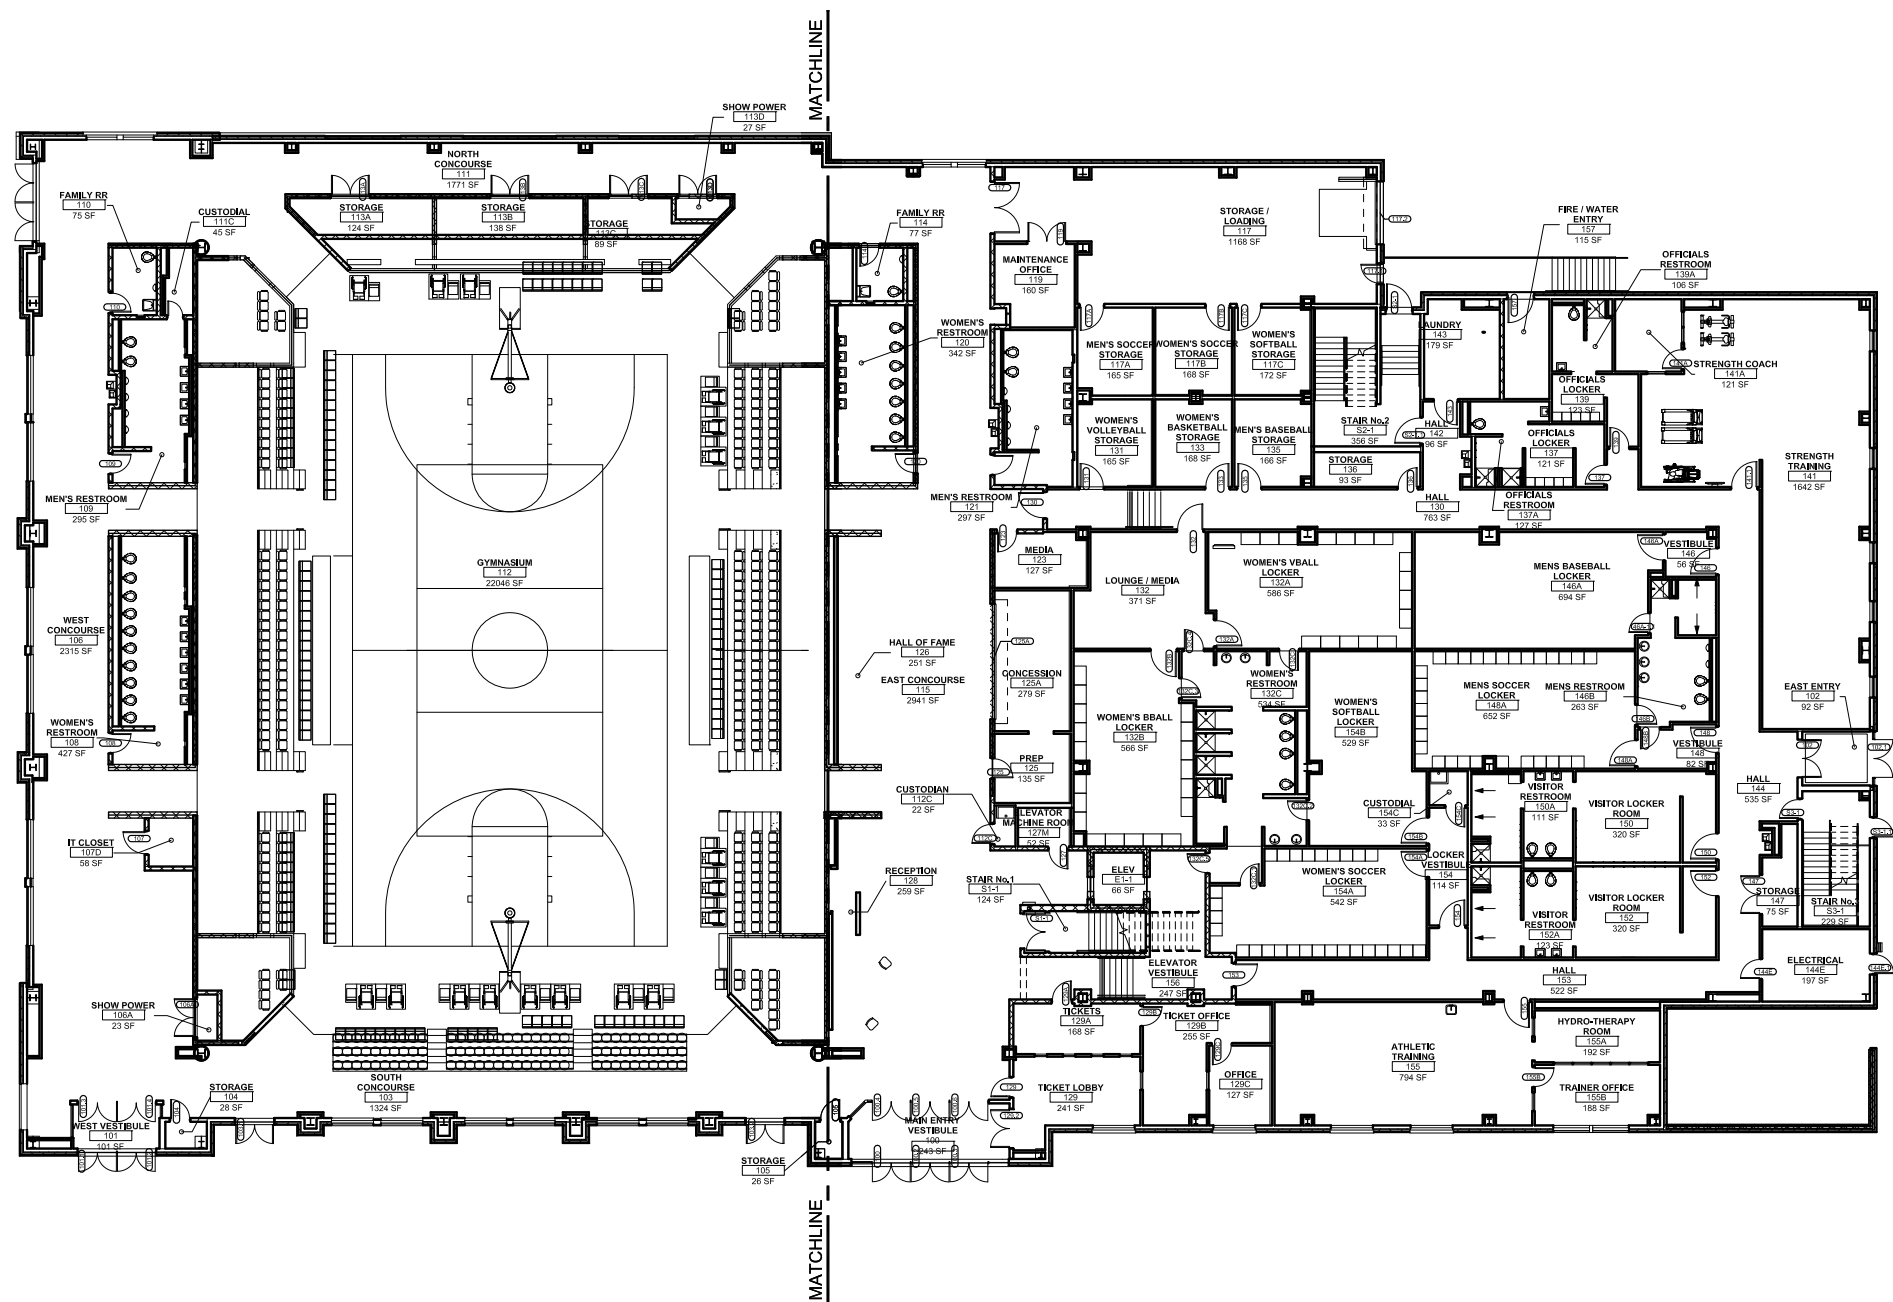 MATCHLINE
SHOW POWER
113D
27 SF
NORTH
CONCOURSE
111
1771 SF
FAMILY RR
110
75 SF
CUSTODIAL
111C
45 SF
STORAGE
113A
124 SF
STORAGE
113B
138 SF
STORAGE
113C
89 SF
FAMILY RR
114
77 SF
STORAGE /
LOADING
117
1168 SF
MAINTENANCE
OFFICE
119
160 SF
FIRE / WATER
ENTRY
157
115 SF
OFFICIALS
RESTROOM
139A
106 SF
WOMEN'S
RESTROOM
120
342 SF
MEN'S SOCCER
STORAGE
117A
165 SF
WOMEN'S SOCCER
STORAGE
117B
168 SF
WOMEN'S
SOFTBALL
STORAGE
117C
172 SF
LAUNDRY
143
179 SF
STRENGTH COACH
141A
121 SF
OFFICIALS
LOCKER
139
123 SF
WOMEN'S
VOLLEYBALL
STORAGE
131
165 SF
WOMEN'S
BASKETBALL
STORAGE
133
168 SF
MEN'S BASEBALL
STORAGE
135
166 SF
STAIR No.2
S2-1
356 SF
HALL
142
96 SF
OFFICIALS
LOCKER
137
121 SF
STORAGE
136
93 SF
STRENGTH
TRAINING
141
1642 SF
MEN'S RESTROOM
109
295 SF
MEN'S RESTROOM
121
297 SF
HALL
130
763 SF
OFFICIALS
RESTROOM
137A
127 SF
GYMNASIUM
112
22046 SF
MEDIA
123
127 SF
LOUNGE / MEDIA
132
371 SF
WOMEN'S VBALL
LOCKER
132A
586 SF
MENS BASEBALL
LOCKER
146A
694 SF
VESTIBULE
146
56 SF
WEST
CONCOURSE
106
2315 SF
HALL OF FAME
126
251 SF
EAST CONCOURSE
115
2941 SF
CONCESSION
125A
279 SF
WOMEN'S
RESTROOM
132C
534 SF
WOMEN'S
SOFTBALL
LOCKER
154B
529 SF
MENS SOCCER
LOCKER
148A
652 SF
MENS RESTROOM
146B
263 SF
EAST ENTRY
102
92 SF
WOMEN'S
RESTROOM
108
427 SF
WOMEN'S BBALL
LOCKER
132B
566 SF
PREP
125
135 SF
VESTIBULE
148
82 SF
CUSTODIAN
112C
22 SF
ELEVATOR
MACHINE ROOM
127M
52 SF
CUSTODIAL
154C
33 SF
VISITOR
RESTROOM
150A
111 SF
VISITOR LOCKER
ROOM
150
320 SF
HALL
144
535 SF
IT CLOSET
107D
58 SF
RECEPTION
128
259 SF
STAIR No.1
S1-1
124 SF
ELEV
E1-1
66 SF
WOMEN'S SOCCER
LOCKER
154A
542 SF
LOCKER
VESTIBULE
154
114 SF
VISITOR
RESTROOM
152A
123 SF
VISITOR LOCKER
ROOM
152
320 SF
STORAGE
147
75 SF
STAIR No.
S3-1
229 SF
SHOW POWER
106A
23 SF
ELEVATOR
VESTIBULE
156
247 SF
HALL
153
522 SF
ELECTRICAL
144E
197 SF
TICKETS
129A
168 SF
TICKET OFFICE
129B
255 SF
ATHLETIC
TRAINING
155
794 SF
HYDRO-THERAPY
ROOM
155A
192 SF
SOUTH
CONCOURSE
103
1324 SF
STORAGE
104
28 SF
TICKET LOBBY
129
241 SF
OFFICE
129C
127 SF
TRAINER OFFICE
155B
188 SF
WEST VESTIBULE
101
101 SF
MAIN ENTRY
VESTIBULE
100
243 SF
STORAGE
105
26 SF
MATCHLINE